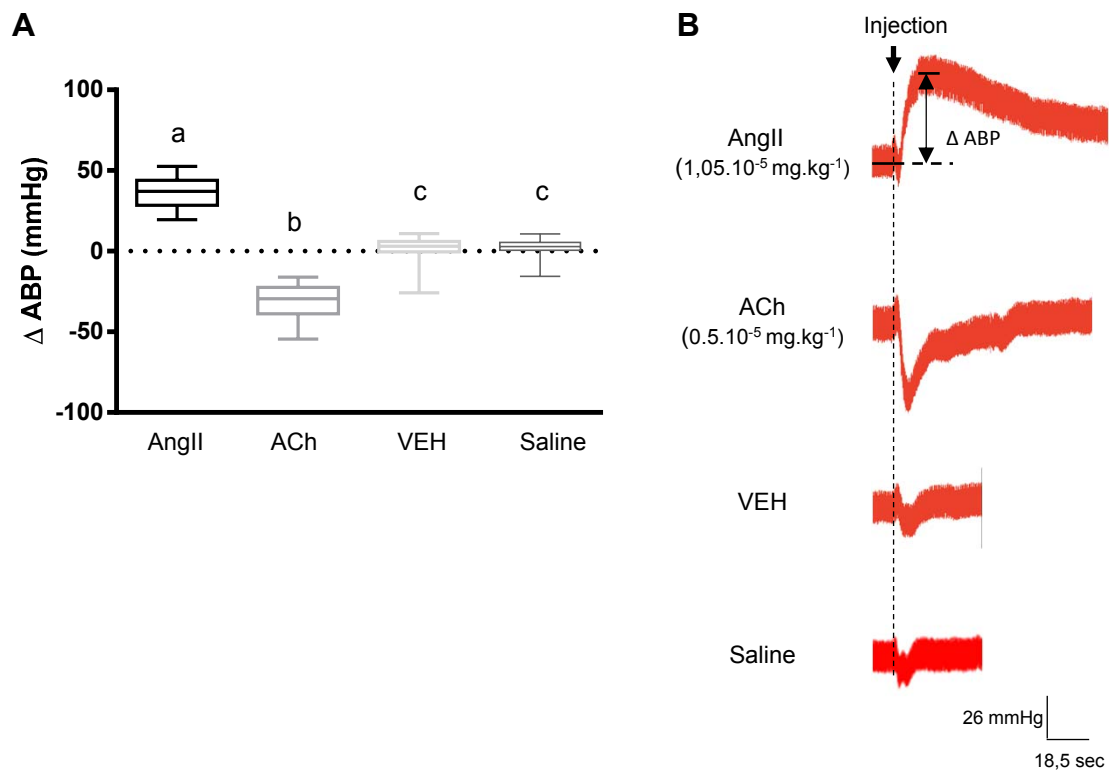 A
Δ ABP (mmHg)
100
50
0
-50
-100
a
b
c
c
AngII
ACh
VEH
Saline
B
Injection
AngII
(1,05.10⁻⁵ mg.kg⁻¹)
Δ ABP
ACh
(0.5.10⁻⁵ mg.kg⁻¹)
VEH
Saline
26 mmHg
18,5 sec